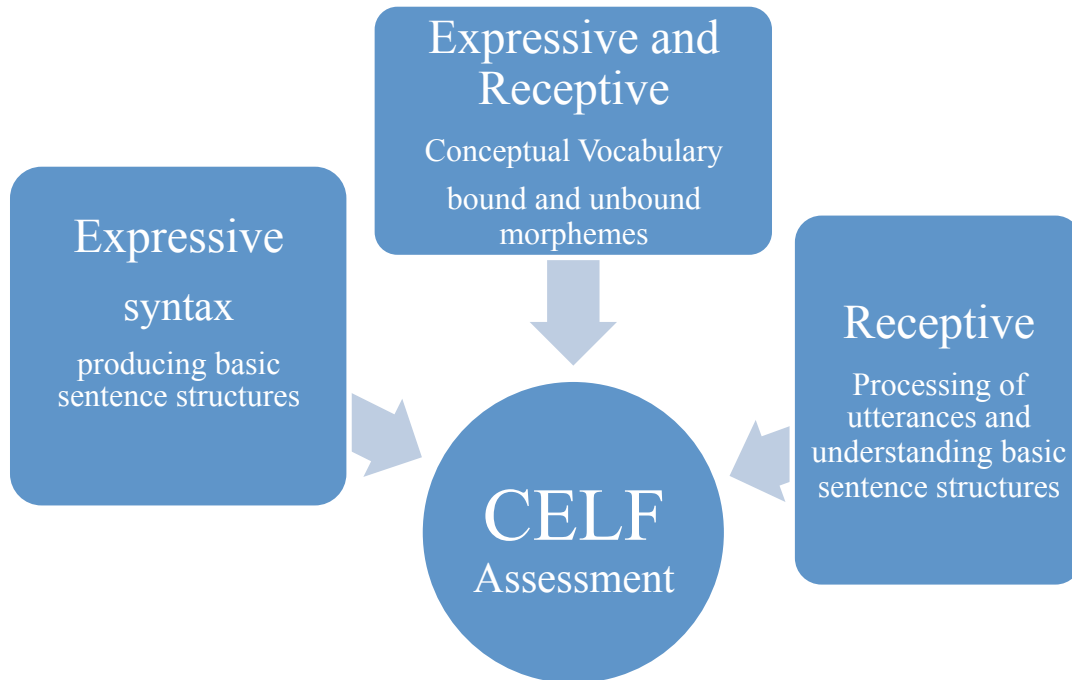 Expressive
syntax
producing basic
sentence structures
Expressive and
Receptive
Conceptual Vocabulary
bound and unbound
morphemes
Receptive
Processing of
utterances and
understanding basic
sentence structures
CELF
Assessment